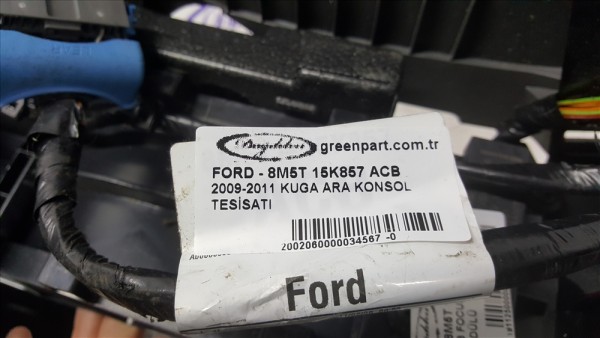 greenpart.com.tr
FORD - 8M5T 15K857 ACB
2009-2011 KUGA ARA KONSOL
TESİSATI
2002060000034567 -0
Ford